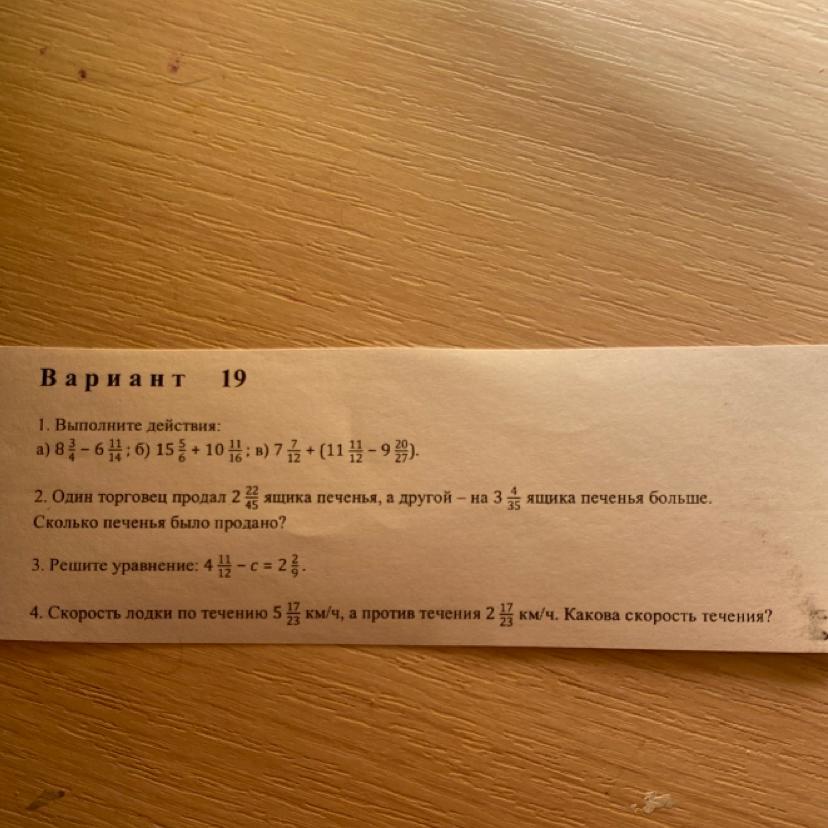 Вариант 19
1. Выполните действия:
а) 8 3/4 – 6 11/14 ; б) 15 5/6 + 10 11/16 ; в) 7 7/12 + (11 11/12 – 9 20/27).
2. Один торговец продал 2 22/45 ящика печенья, а другой – на 3 4/35 ящика печенья больше.
Сколько печенья было продано?
3. Решите уравнение: 4 11/12 – c = 2 2/9 .
4. Скорость лодки по течению 5 17/23 км/ч, а против течения 2 17/23 км/ч. Какова скорость течения?